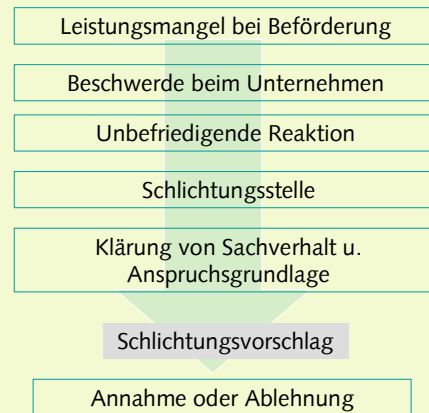 Leistungsmangel bei Beförderung
Beschwerde beim Unternehmen
Unbefriedigende Reaktion
Schlichtungsstelle
Klärung von Sachverhalt u.
Anspruchsgrundlage
Schlichtungsvorschlag
Annahme oder Ablehnung